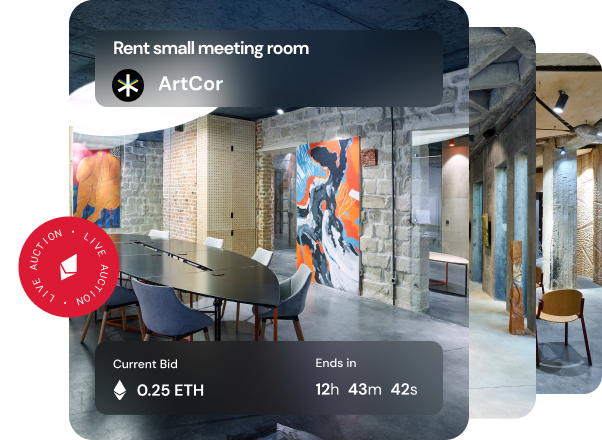 Rent small meeting room
ArtCor
LIVE AUCTION • LIVE AUCTION •
Current Bid
Ends in
0.25 ETH
12h 43m 42s